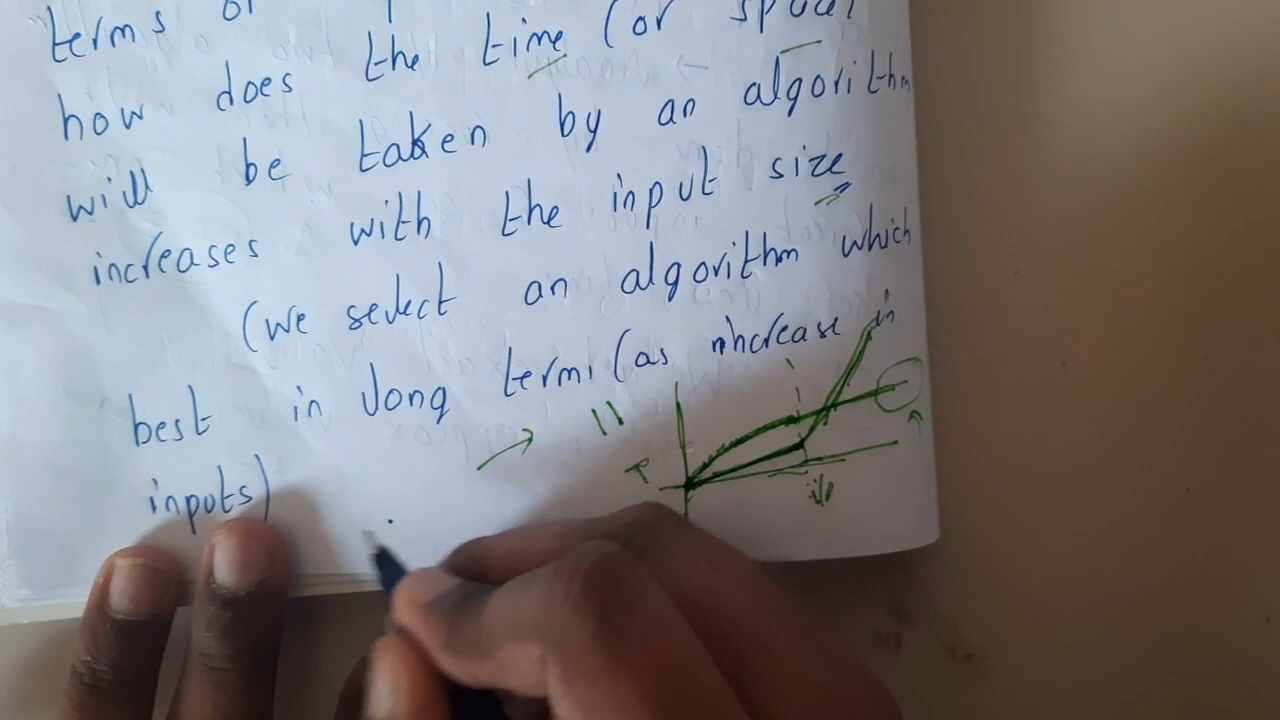 terms of
how does the time (or space)
will be taken by an algorithm
increases with the input size
(we select an algorithm which
best in long term, (as increase in
inputs)
T
i/p
n